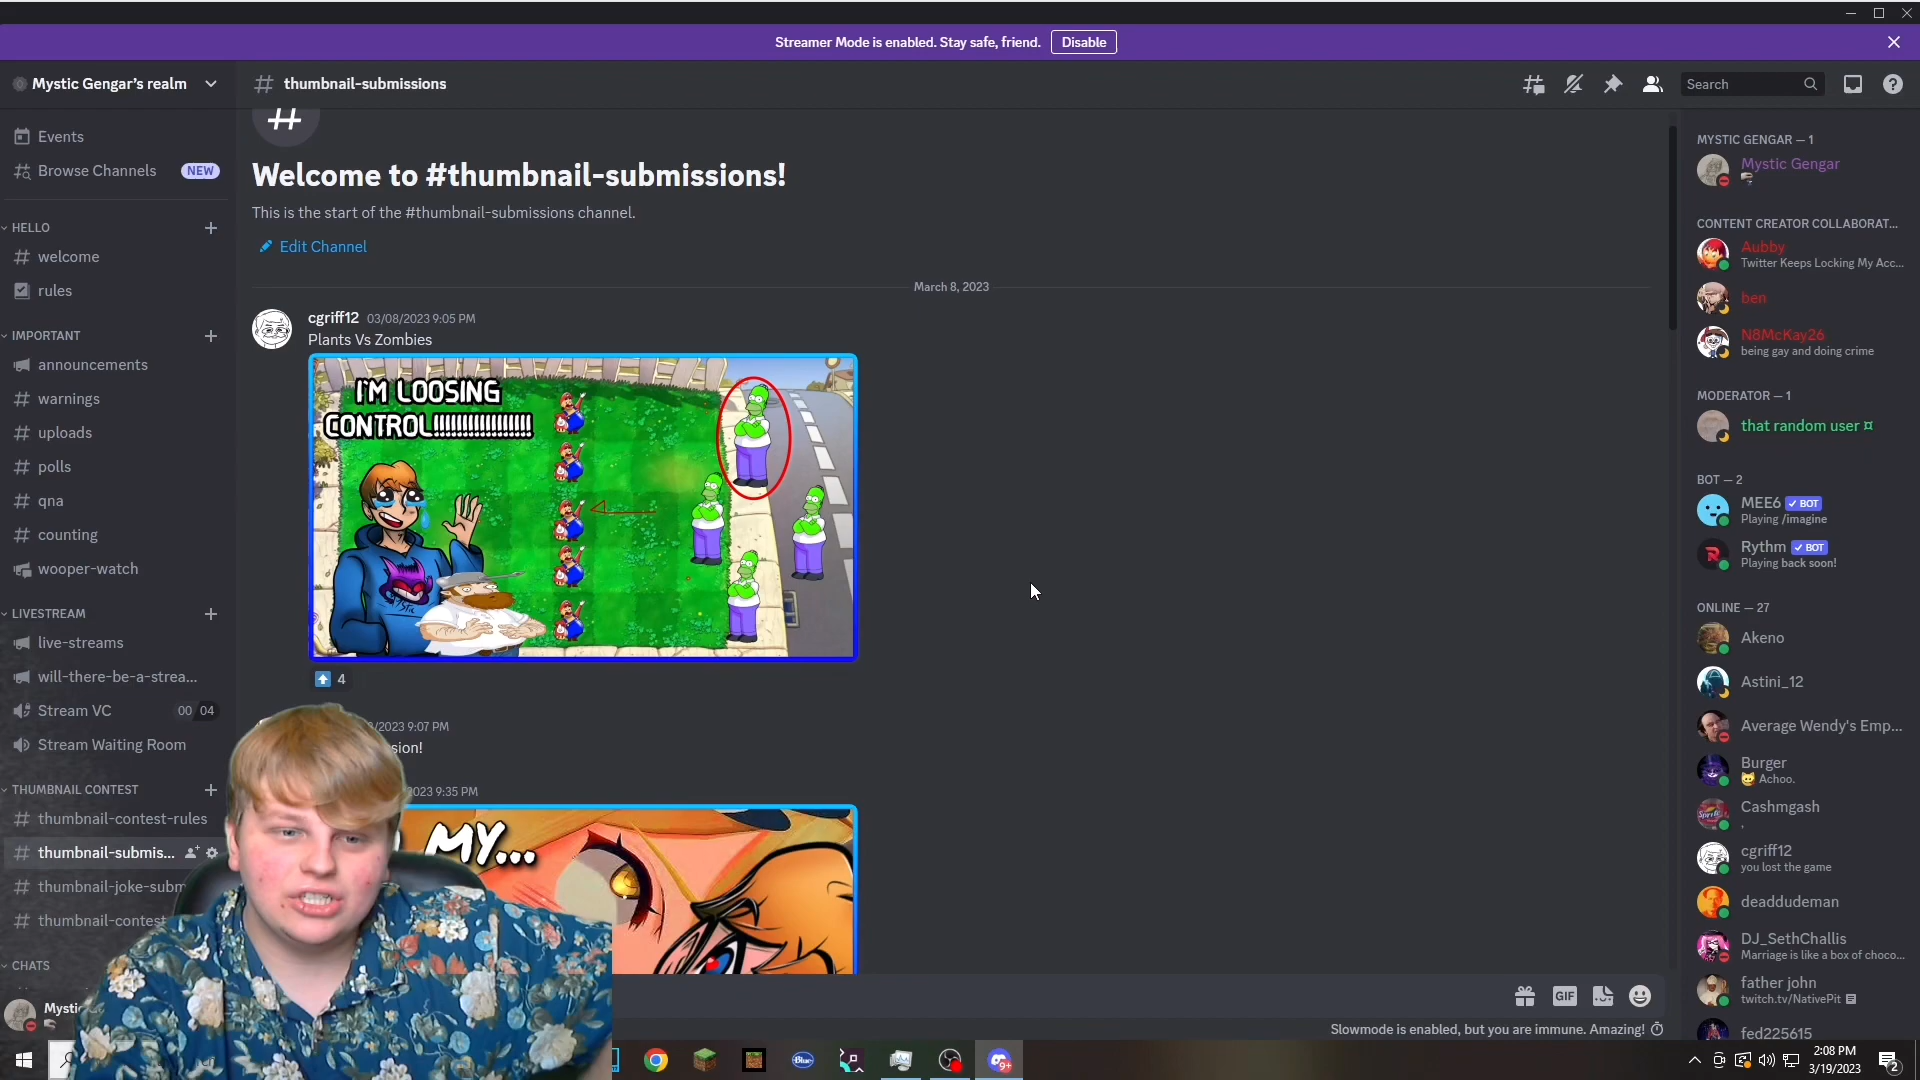 Streamer Mode is enabled. Stay safe, friend. Disable
Mystic Gengar's realm
thumbnail-submissions
Search
Events
Browse Channels NEW
HELLO
welcome
rules
IMPORTANT
announcements
warnings
uploads
polls
qna
counting
wooper-watch
LIVESTREAM
live-streams
will-there-be-a-strea...
Stream VC 00 04
Stream Waiting Room
THUMBNAIL CONTEST
thumbnail-contest-rules
thumbnail-submis...
thumbnail-joke-subm
thumbnail-contest
CHATS
Welcome to #thumbnail-submissions!
This is the start of the #thumbnail-submissions channel.
Edit Channel
March 8, 2023
cgriff12 03/08/2023 9:05 PM
Plants Vs Zombies
I'M LOOSING
CONTROL!!!!!!!!!!!!!!!!
4
/2023 9:07 PM
sion!
2023 9:35 PM
MY...
GIF
Slowmode is enabled, but you are immune. Amazing!
MYSTIC GENGAR — 1
Mystic Gengar
CONTENT CREATOR COLLABORAT...
Aubby
Twitter Keeps Locking My Acc...
ben
N8McKay26
being gay and doing crime
MODERATOR — 1
that random user ¤
BOT — 2
MEE6 ✓ BOT
Playing /imagine
Rythm ✓ BOT
Playing back soon!
ONLINE — 27
Akeno
Astini_12
Average Wendy's Emp...
Burger
Achoo.
Cashmgash
,
cgriff12
you lost the game
deaddudeman
DJ_SethChallis
Marriage is like a box of choco...
father john
twitch.tv/NativePit
fed225615
Blue
9+
2:08 PM
3/19/2023
2